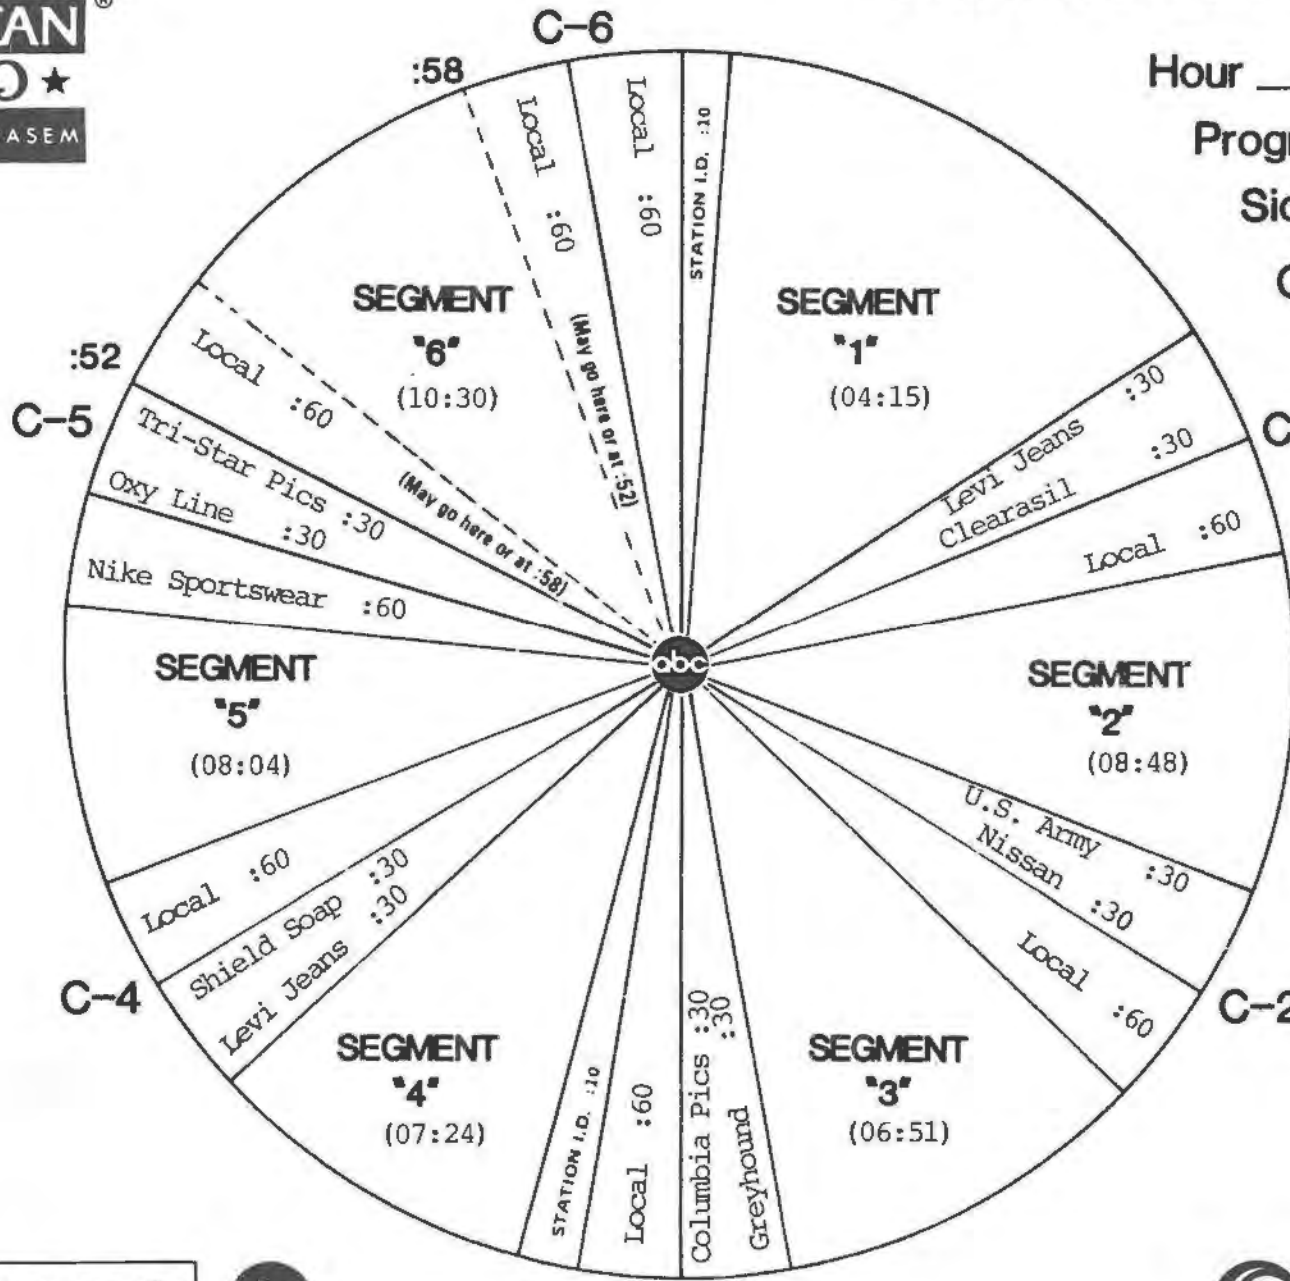 TAN ®
ASEM
C-6
:58
Hour
Local :60
Local :60
STATION I.D. :10
SEGMENT
"1"
(04:15)
Levi Jeans :30
Clearasil :30
Local :60
SEGMENT
"2"
(08:48)
U.S. Army :30
Nissan :30
Local :60
C-2
SEGMENT
"3"
(06:51)
Greyhound :30
Columbia Pics :30
Local :60
STATION I.D. :10
SEGMENT
"4"
(07:24)
Levi Jeans :30
Shield Soap :30
C-4
Local :60
SEGMENT
"5"
(08:04)
Nike Sportswear :60
Oxy Line :30
Tri-Star Pics :30
C-5
:52
Local :60
(May go here or at :58)
SEGMENT
"6"
(10:30)
(May go here or at :52)
abc